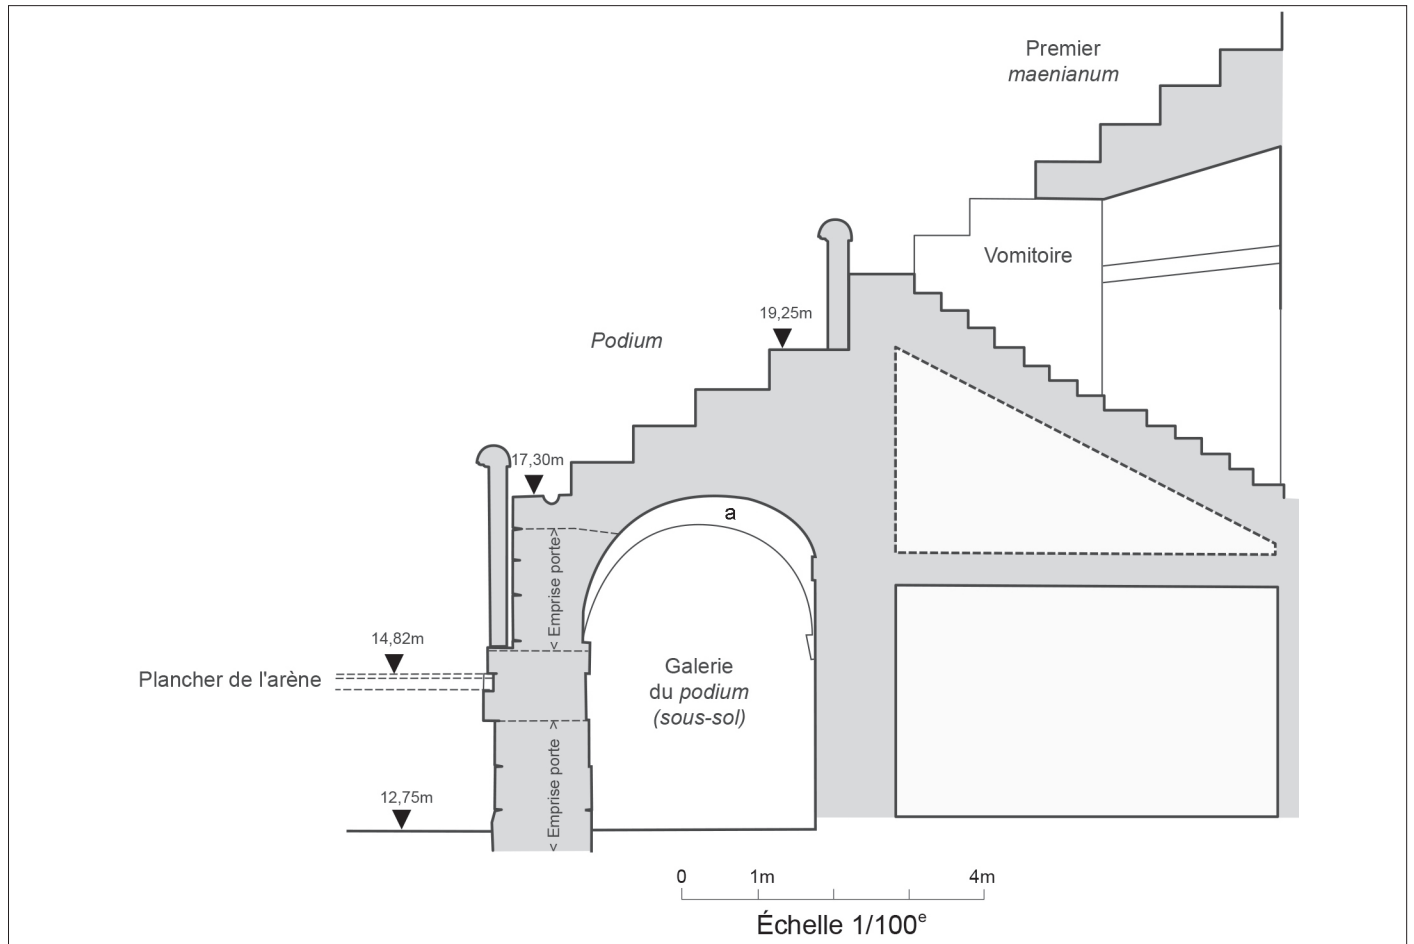 Premier
maenianum
Vomitoire
19,25m
Podium
17,30m
a
< Emprise porte>
14,82m
Plancher de l'arène
Galerie
du podium
(sous-sol)
< Emprise porte >
12,75m
0 1m 4m
Échelle 1/100e